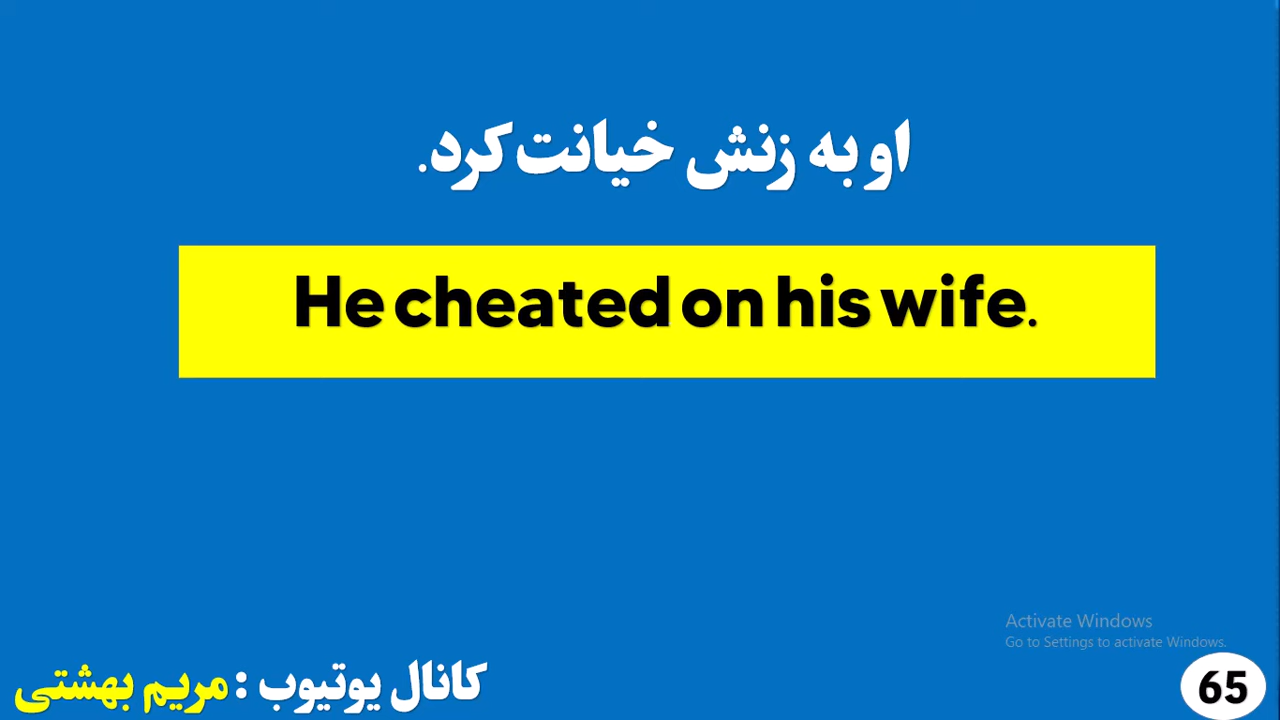 او به زنش خیانت کرد.
He cheated on his wife.
Activate Windows
Go to Settings to activate Windows.
کانال یوتیوب : مریم بهشتی
65